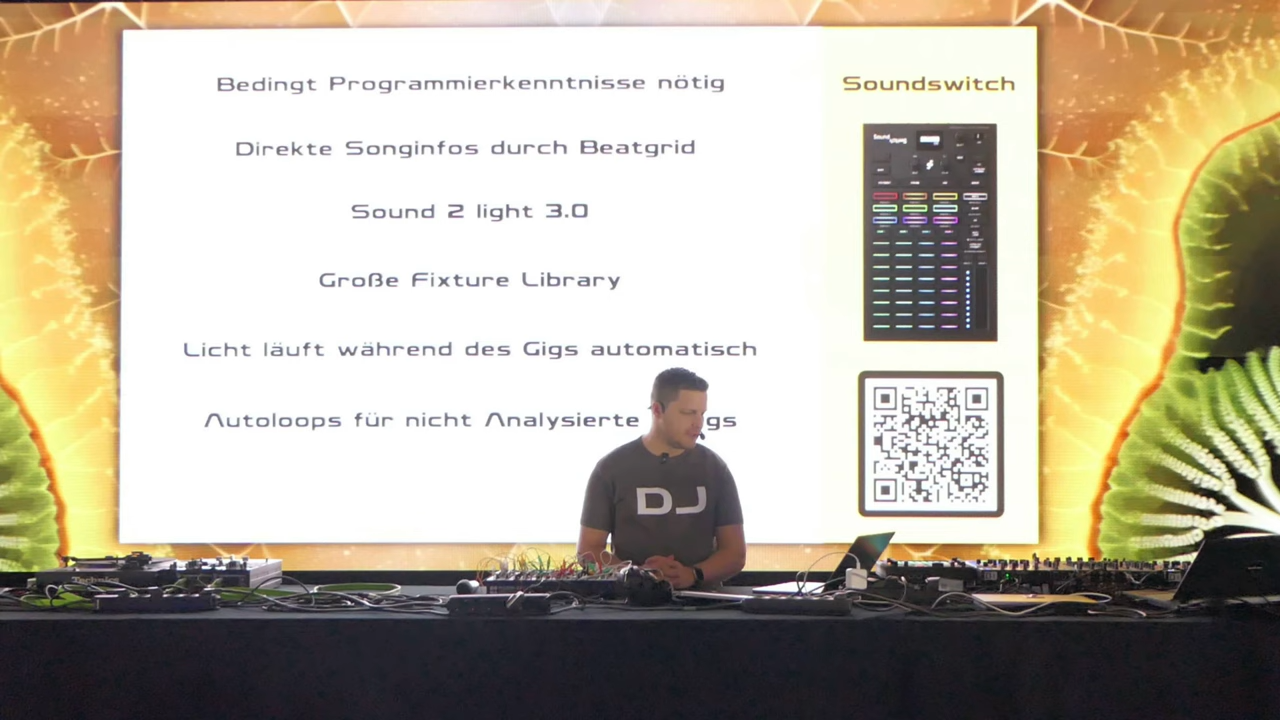 Bedingt Programmierkenntnisse nötig
Direkte Songinfos durch Beatgrid
Sound 2 light 3.0
Große Fixture Library
Licht läuft während des Gigs automatisch
Autoloops für nicht Analysierte
Soundswitch
DJ
Technics